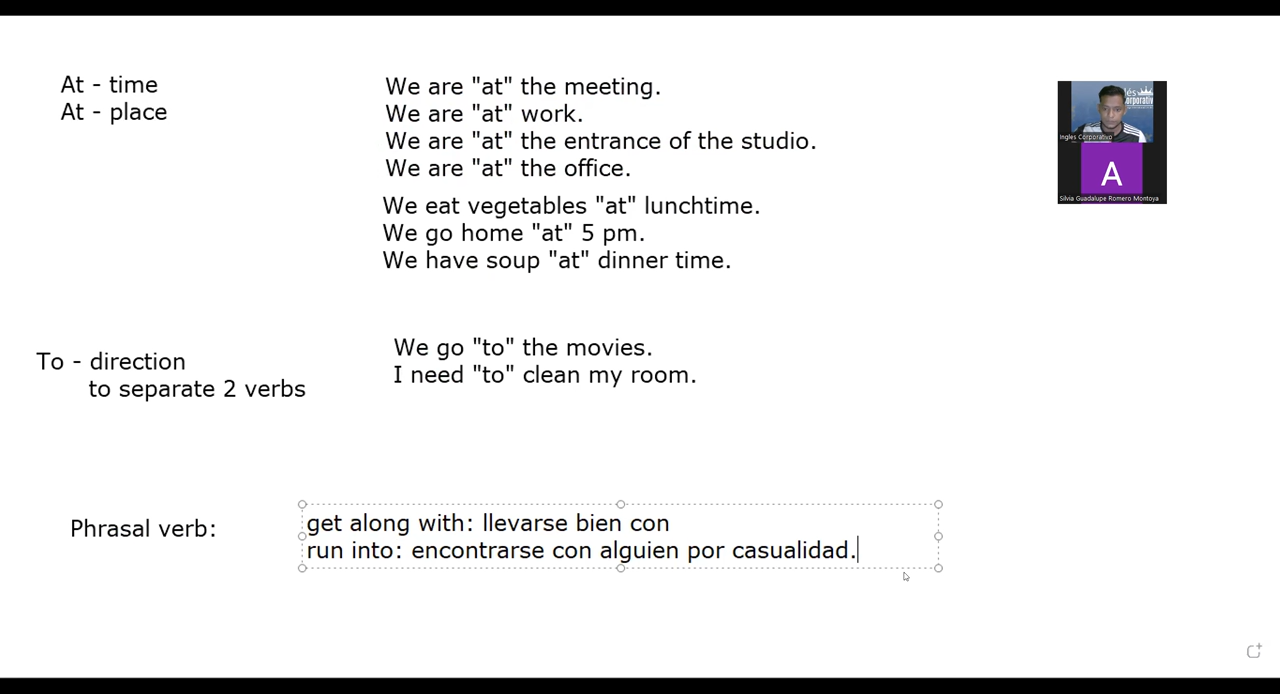 At - time
At - place
We are "at" the meeting.
We are "at" work.
We are "at" the entrance of the studio.
We are "at" the office.
We eat vegetables "at" lunchtime.
We go home "at" 5 pm.
We have soup "at" dinner time.
To - direction
to separate 2 verbs
We go "to" the movies.
I need "to" clean my room.
Phrasal verb:
get along with: llevarse bien con
run into: encontrarse con alguien por casualidad.
Ingles Corporativo
A
Silvia Guadalupe Romero Montoya